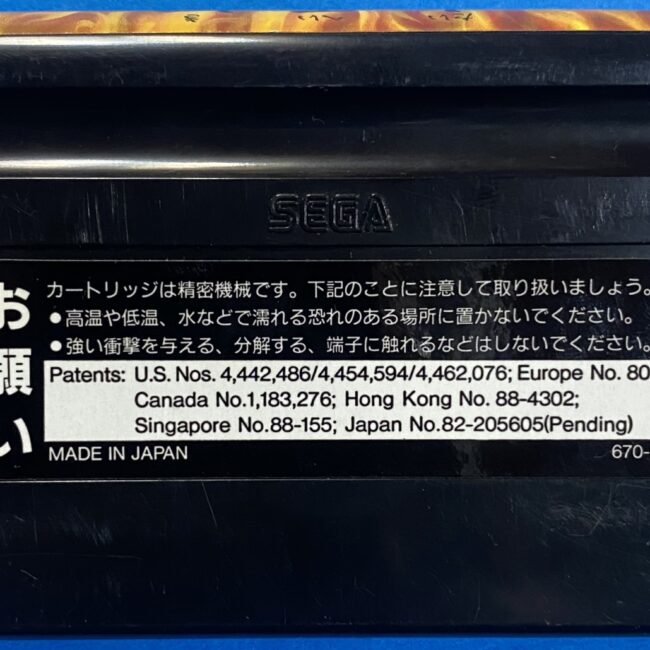 たい へい き
SEGA
お願い
カートリッジは精密機械です。下記のことに注意して取り扱いましょう。
●高温や低温、水などで濡れる恐れのある場所に置かないでください。
●強い衝撃を与える、分解する、端子に触れるなどはしないでください。
Patents: U.S. Nos. 4,442,486/4,454,594/4,462,076; Europe No. 80
Canada No.1,183,276; Hong Kong No. 88-4302;
Singapore No.88-155; Japan No.82-205605(Pending)
MADE IN JAPAN 670-